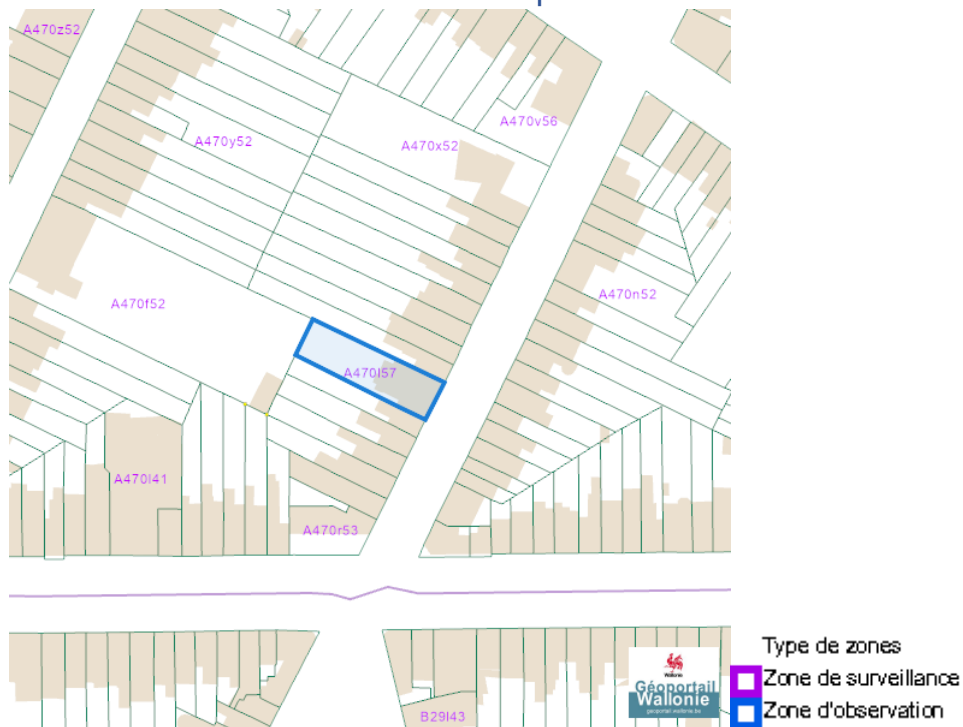 A470z52
A470y52
A470x52
A470v56
A470n52
A470f52
A470l57
A470l41
A470r53
B29l43
Wallonie
Géoportail
Wallonie
geoportail.wallonie.be
Type de zones
Zone de surveillance
Zone d'observation